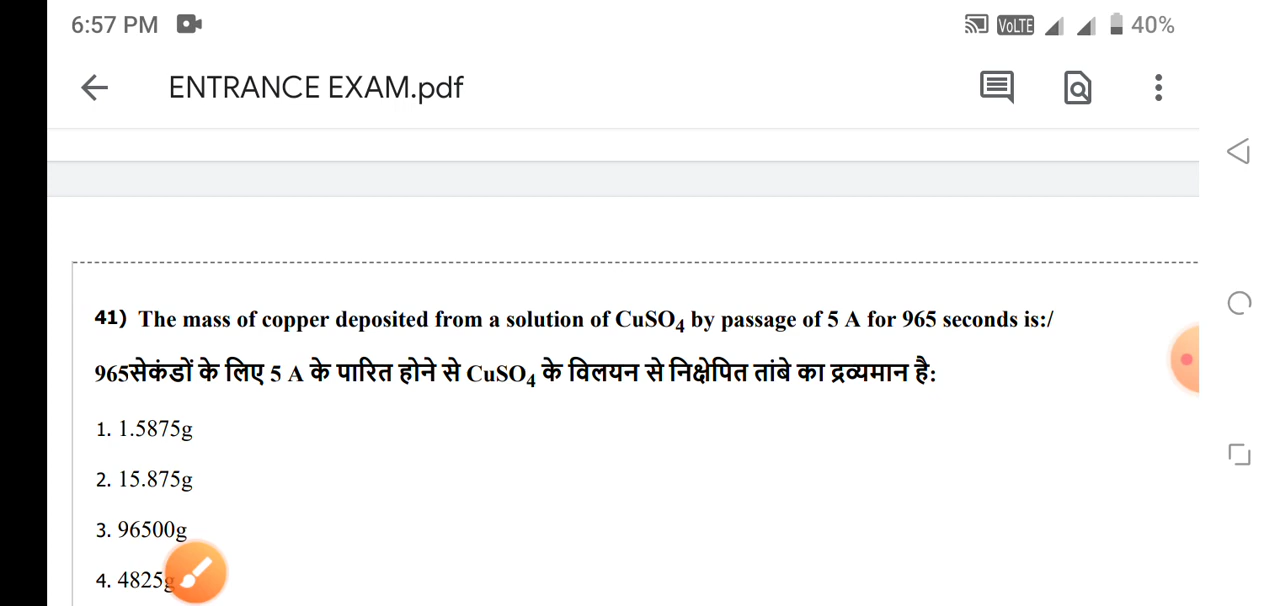 6:57 PM VoLTE 40%
ENTRANCE EXAM.pdf
41) The mass of copper deposited from a solution of CuSO4 by passage of 5 A for 965 seconds is:/
965सेकंडों के लिए 5 A के पारित होने से CuSO4 के विलयन से निक्षेपित तांबे का द्रव्यमान है:
1. 1.5875g
2. 15.875g
3. 96500g
4. 4825g